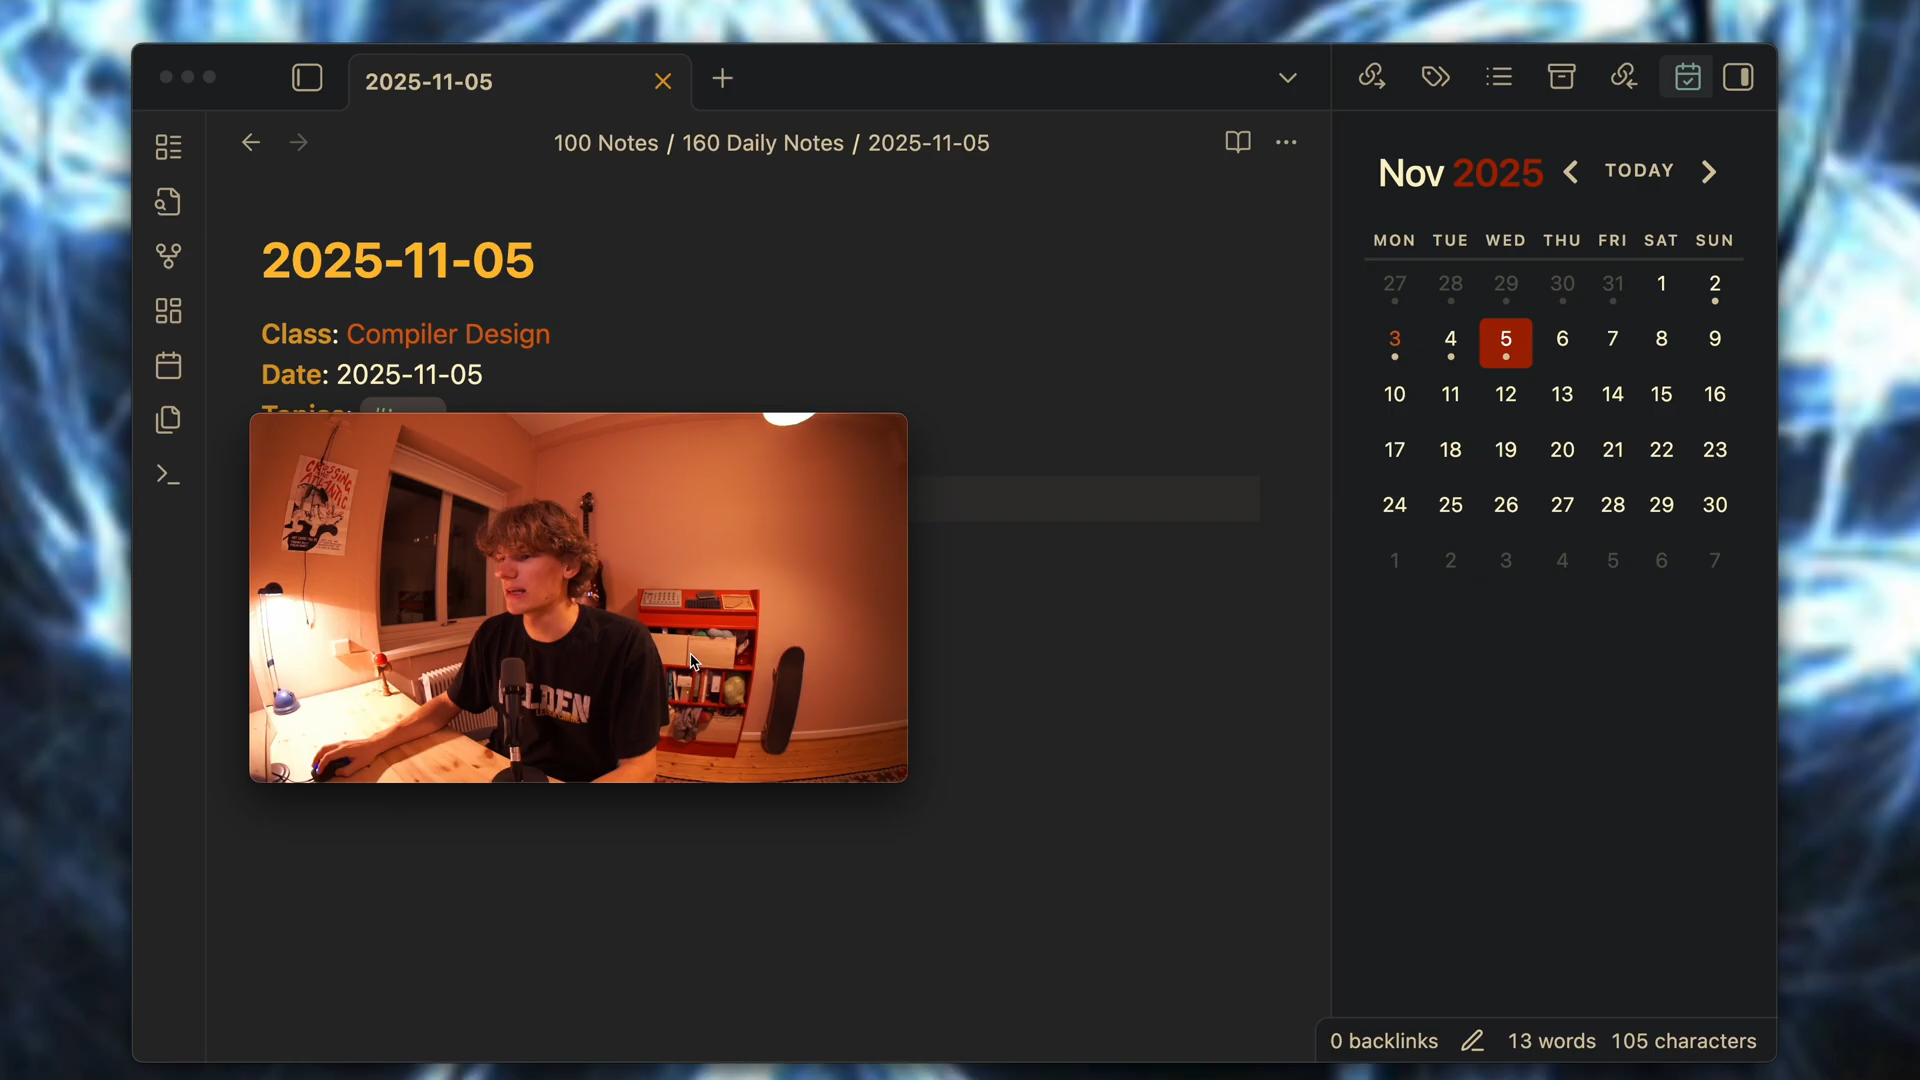 2025-11-05
100 Notes / 160 Daily Notes / 2025-11-05
2025-11-05
Class: Compiler Design
Date: 2025-11-05
Topics:
CROSSING
ATLANTIC
Nov 2025
TODAY
MON TUE WED THU FRI SAT SUN
27 28 29 30 31 1 2
3 4 5 6 7 8 9
10 11 12 13 14 15 16
17 18 19 20 21 22 23
24 25 26 27 28 29 30
1 2 3 4 5 6 7
0 backlinks 13 words 105 characters